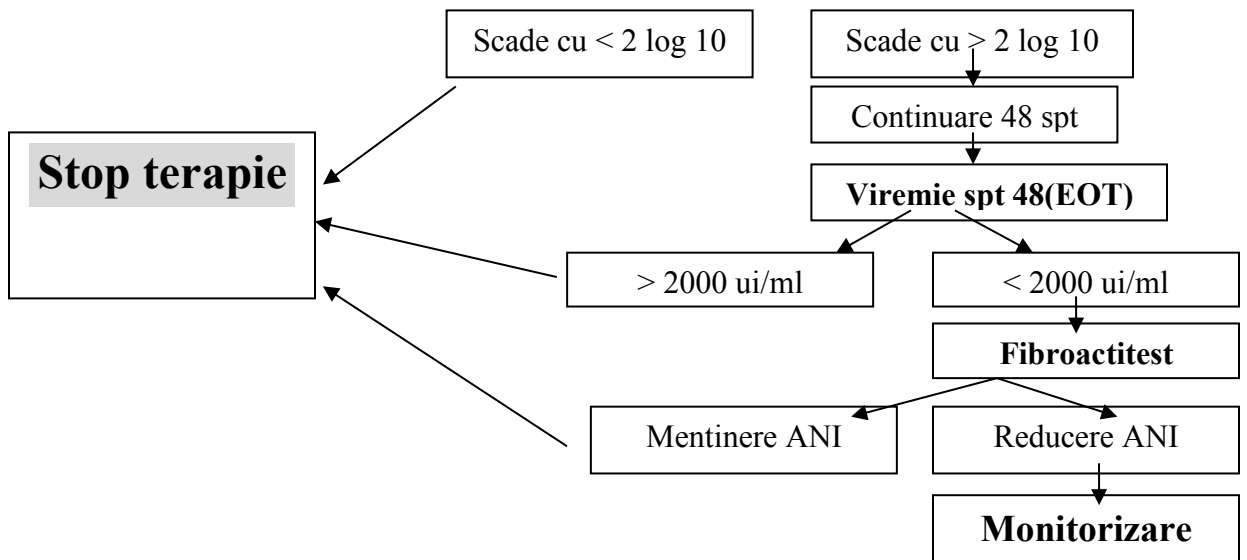 Scade cu < 2 log 10
Scade cu > 2 log 10
Continuare 48 spt
Stop terapie
Viremie spt 48(EOT)
> 2000 ui/ml
< 2000 ui/ml
Fibroactitest
Mentinere ANI
Reducere ANI
Monitorizare